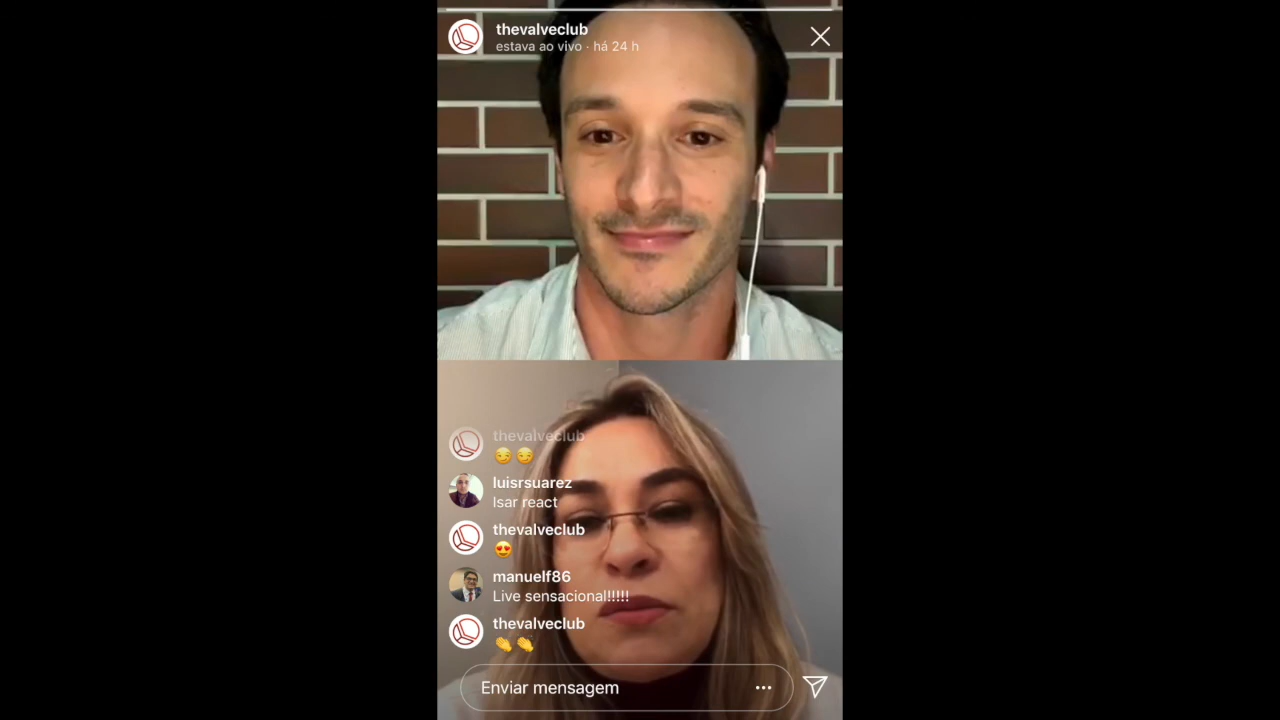 thevalveclub
estava ao vivo · há 24 h
thevalveclub
😏 😏
luisrsuarez
Isar react
thevalveclub
😍
manuelf86
Live sensacional!!!!!
thevalveclub
👏 👏
Enviar mensagem